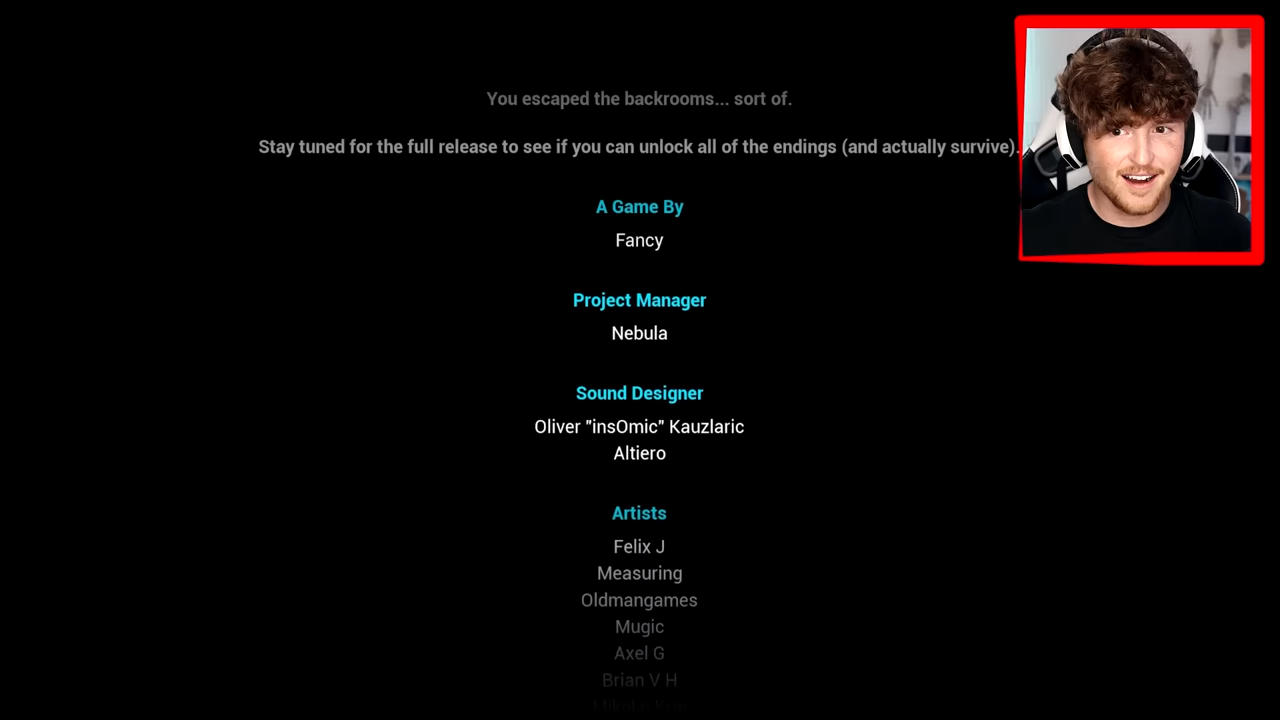 You escaped the backrooms... sort of.
Stay tuned for the full release to see if you can unlock all of the endings (and actually survive).
A Game By
Fancy
Project Manager
Nebula
Sound Designer
Oliver "insOmic" Kauzlaric
Altiero
Artists
Felix J
Measuring
Oldmangames
Mugic
Axel G
Brian V H